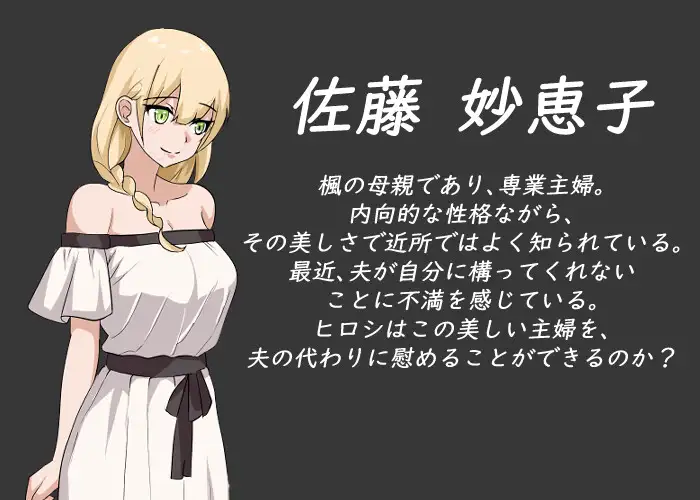 佐藤 妙恵子
楓の母親であり、専業主婦。
内向的な性格ながら、
その美しさで近所ではよく知られている。
最近、夫が自分に構ってくれない
ことに不満を感じている。
ヒロシはこの美しい主婦を、
夫の代わりに慰めることができるのか？